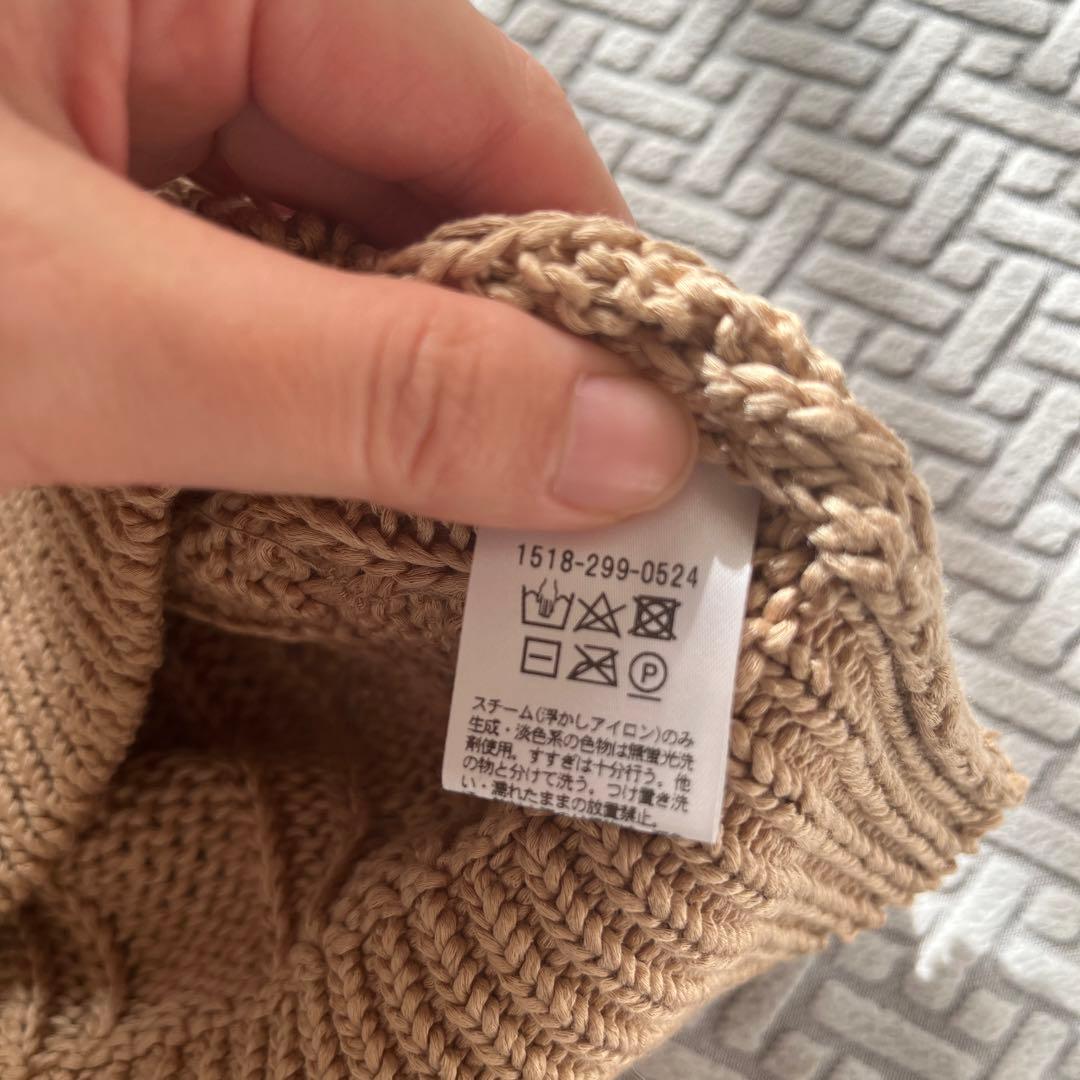 1518-299-0524
P
スチーム(浮かしアイロン)のみ
生成・淡色系の色物は無蛍光洗
剤使用。すすぎは十分行う。他
の物と分けて洗う。つけ置き洗
い・濡れたままの放置禁止。